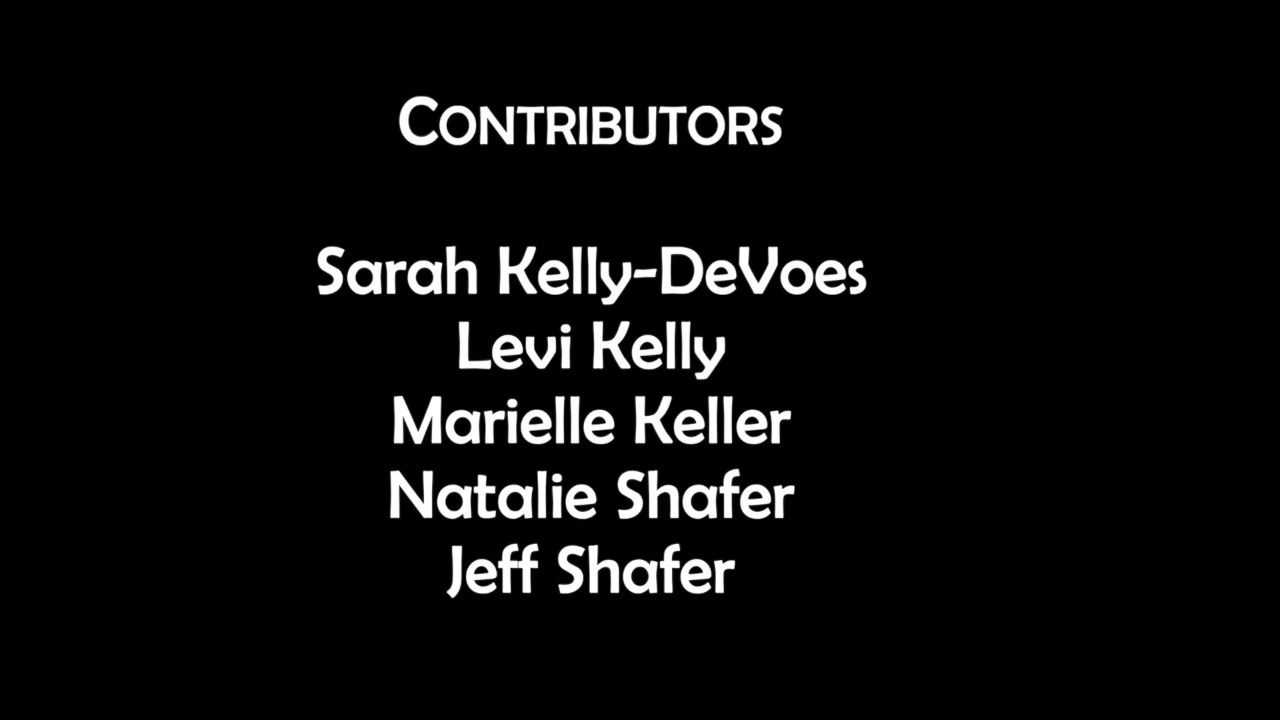 CONTRIBUTORS
Sarah Kelly-DeVoes
Levi Kelly
Marielle Keller
Natalie Shafer
Jeff Shafer